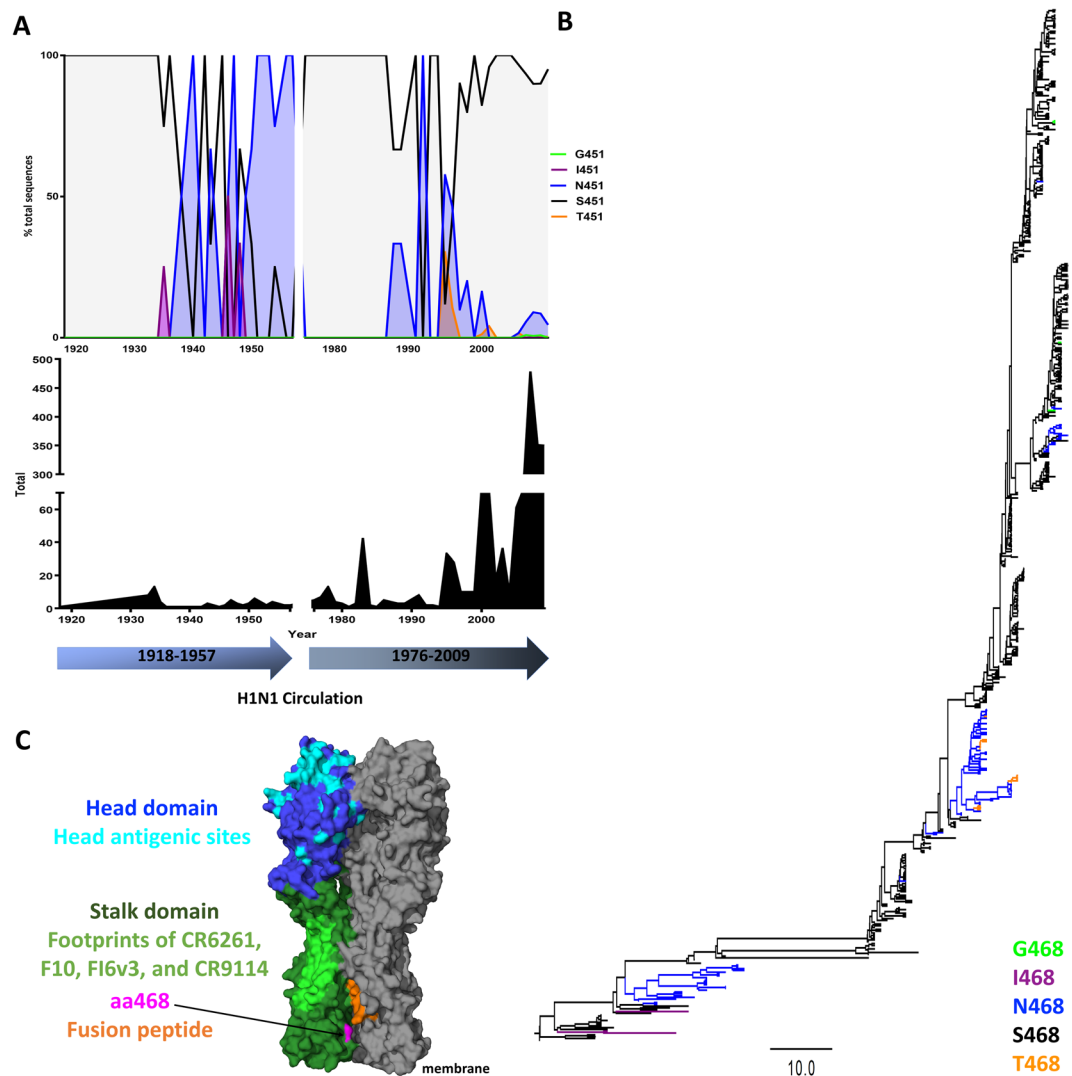 A
B
100
50
0
% total sequences
G451
I451
N451
S451
T451
1920
1930
1940
1950
1980
1990
2000
500
450
400
350
300
60
40
20
0
Total
1920
1930
1940
1950
1980
1990
2000
Year
1918-1957
1976-2009
H1N1 Circulation
C
Head domain
Head antigenic sites
Stalk domain
Footprints of CR6261,
F10, FI6v3, and CR9114
aa468
Fusion peptide
membrane
10.0
G468
I468
N468
S468
T468